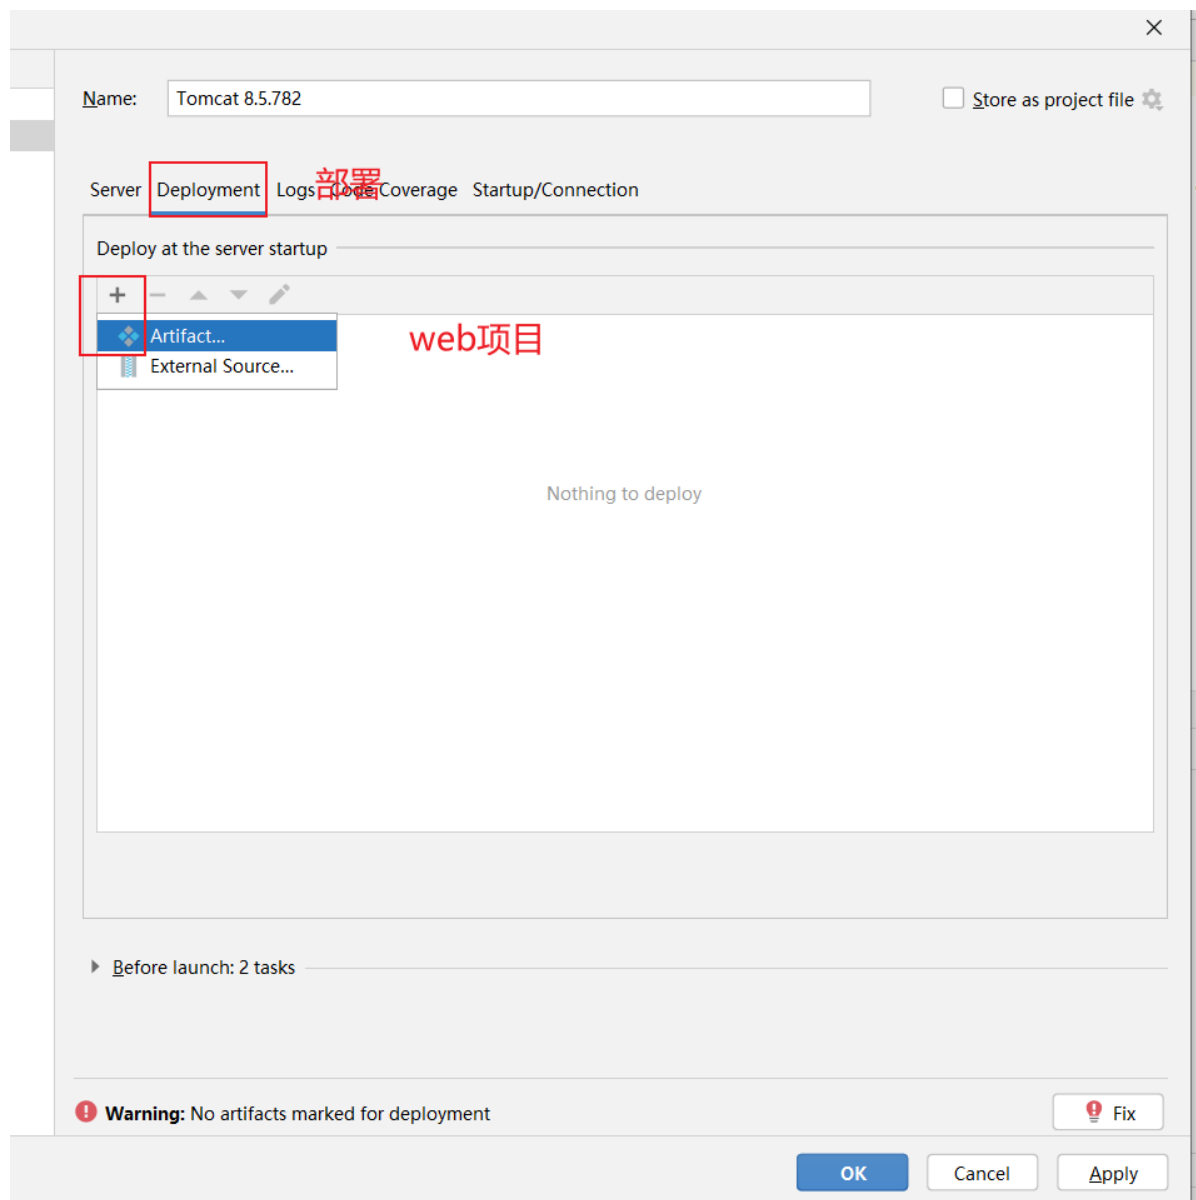 Name: Tomcat 8.5.782 Store as project file
部署
Server Deployment Logs Code Coverage Startup/Connection
Deploy at the server startup
Artifact... web项目
External Source...
Nothing to deploy
Before launch: 2 tasks
Warning: No artifacts marked for deployment Fix
OK Cancel Apply